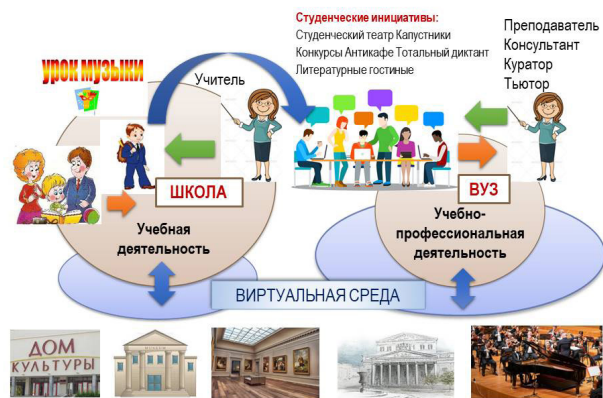 Студенческие инициативы:
Студенческий театр Капустники
Конкурсы Антикафе Тотальный диктант
Литературные гостиные
Преподаватель
Консультант
Куратор
Тьютор
урок музыки
Учитель
ШКОЛА
ВУЗ
Учебная
деятельность
Учебно-
профессиональная
деятельность
ВИРТУАЛЬНАЯ СРЕДА
ДОМ
КУЛЬТУРЫ